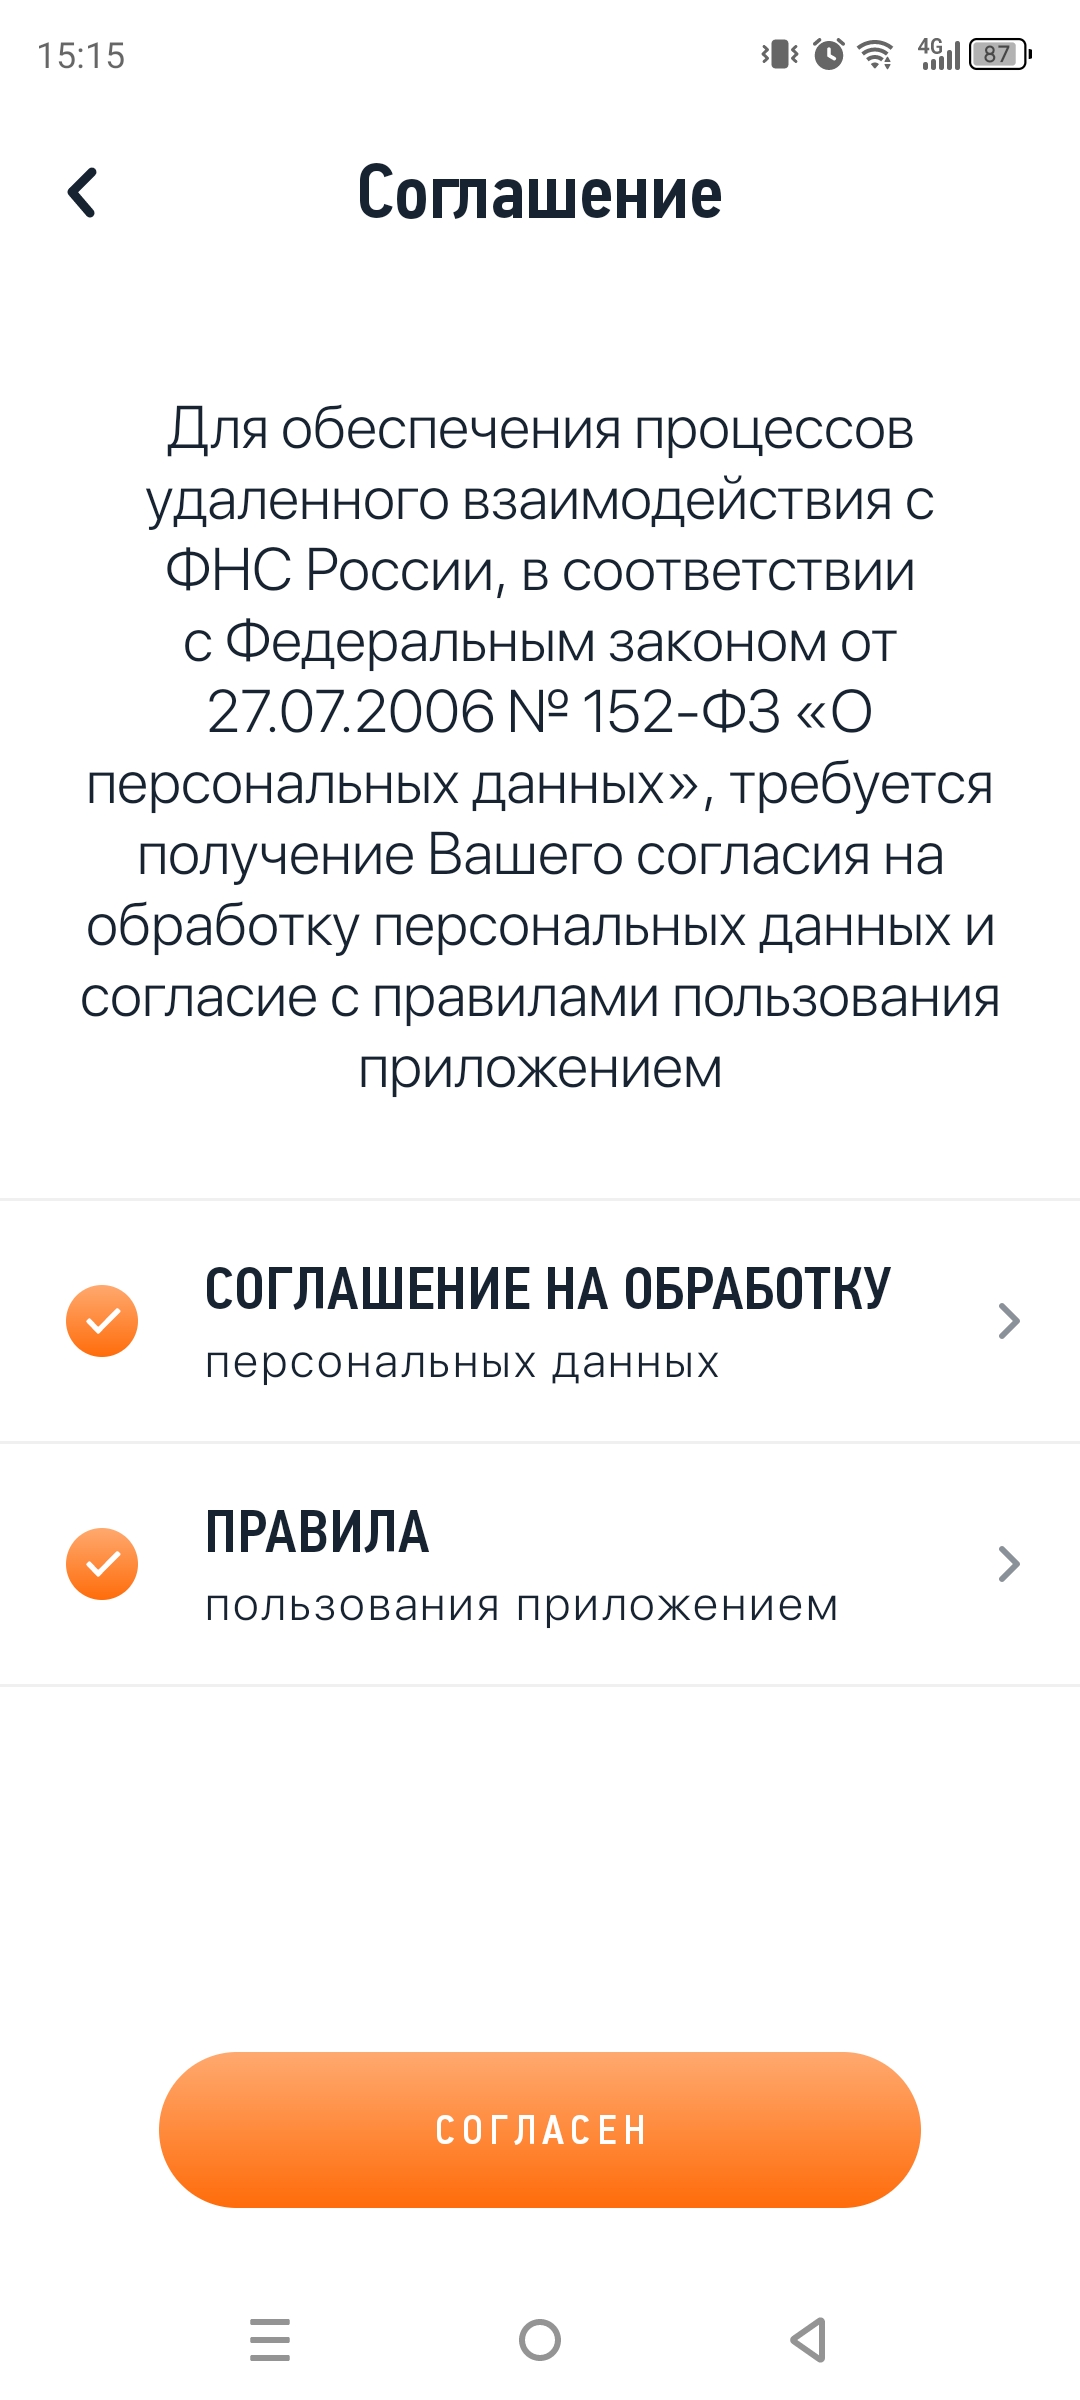 15:15
4G
87
Соглашение
Для обеспечения процессов
удаленного взаимодействия с
ФНС России, в соответствии
с Федеральным законом от
27.07.2006 № 152-ФЗ «О
персональных данных», требуется
получение Вашего согласия на
обработку персональных данных и
согласие с правилами пользования
приложением
СОГЛАШЕНИЕ НА ОБРАБОТКУ
персональных данных
ПРАВИЛА
пользования приложением
СОГЛАСЕН